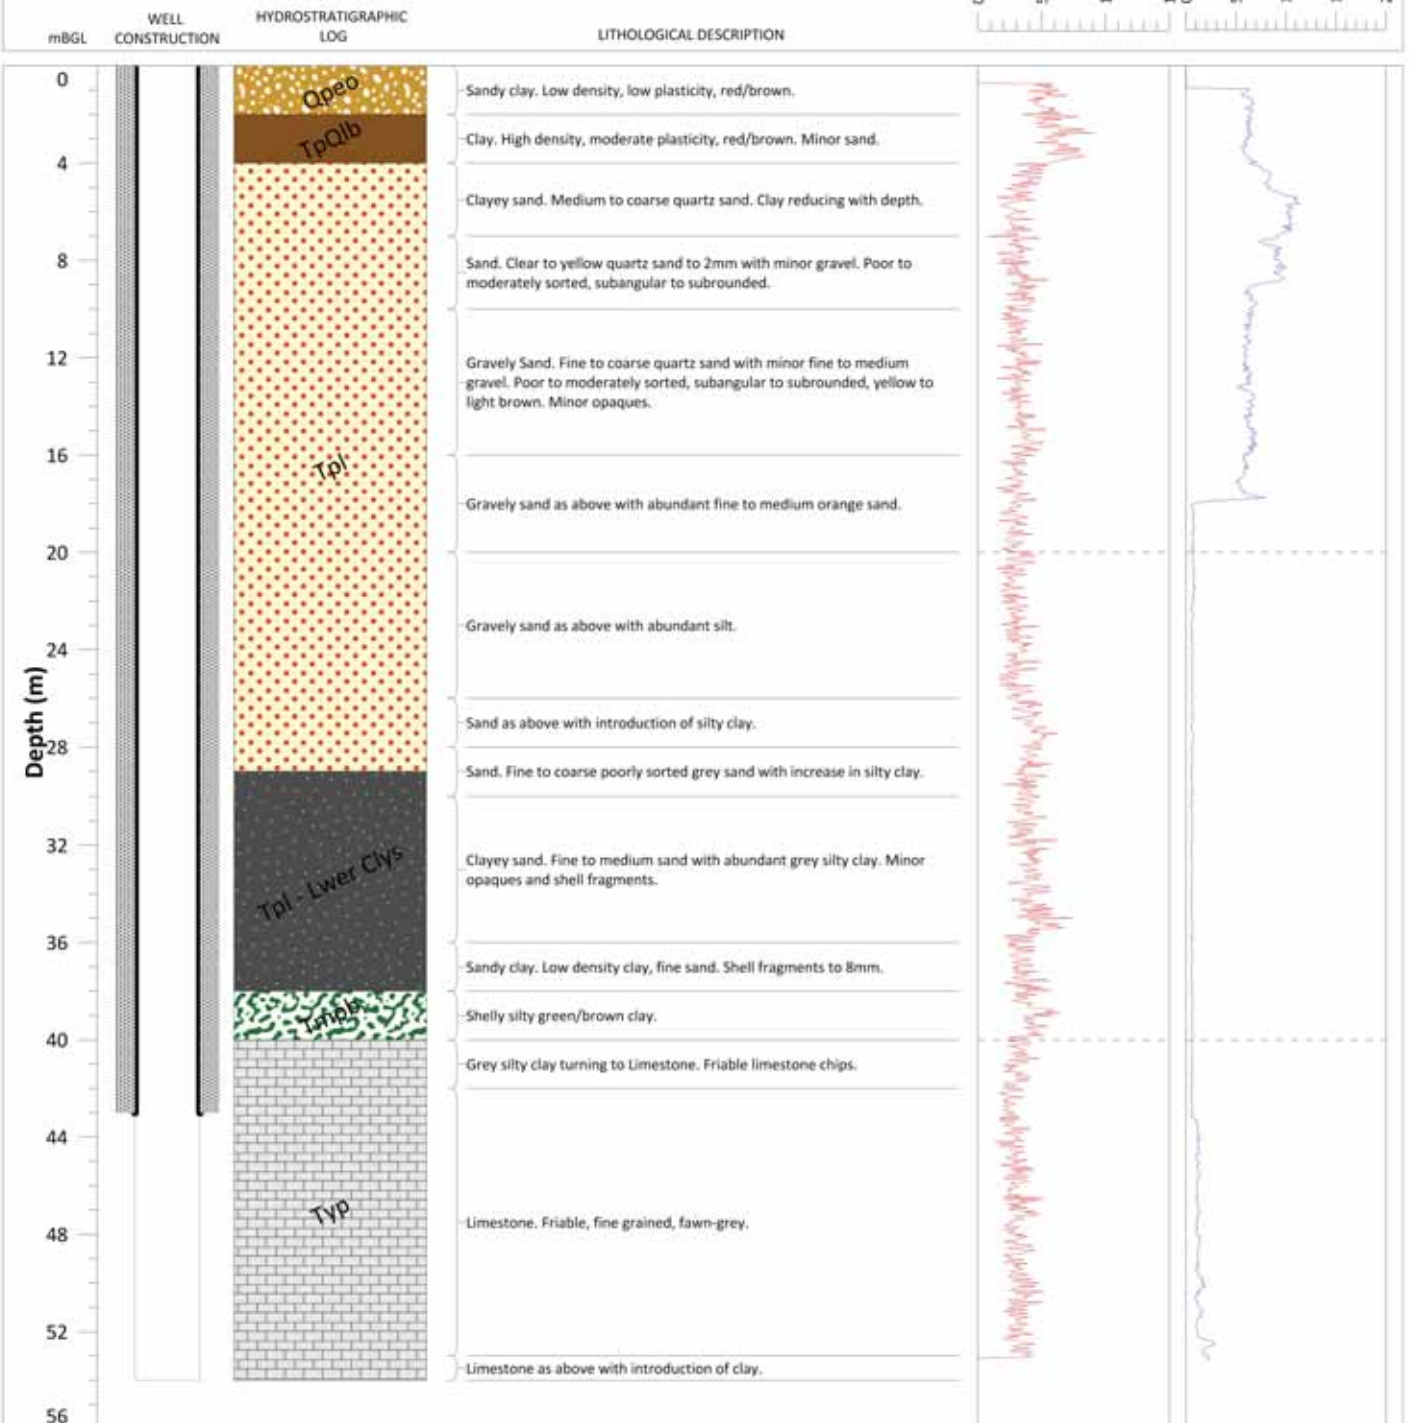 mBGL
WELL
CONSTRUCTION
HYDROSTRATIGRAPHIC
LOG
LITHOLOGICAL DESCRIPTION
0
Qpeo
Sandy clay. Low density, low plasticity, red/brown.
TpQlb
Clay. High density, moderate plasticity, red/brown. Minor sand.
4
Clayey sand. Medium to coarse quartz sand. Clay reducing with depth.
8
Sand. Clear to yellow quartz sand to 2mm with minor gravel. Poor to
moderately sorted, subangular to subrounded.
12
Gravely Sand. Fine to coarse quartz sand with minor fine to medium
gravel. Poor to moderately sorted, subangular to subrounded, yellow to
light brown. Minor opaques.
16
Tpl
Gravely sand as above with abundant fine to medium orange sand.
20
Gravely sand as above with abundant silt.
24
Depth (m)
Sand as above with introduction of silty clay.
28
Sand. Fine to coarse poorly sorted grey sand with increase in silty clay.
32
Tpl - Lwer Clys
Clayey sand. Fine to medium sand with abundant grey silty clay. Minor
opaques and shell fragments.
36
Sandy clay. Low density clay, fine sand. Shell fragments to 8mm.
Tmpb
Shelly silty green/brown clay.
40
Grey silty clay turning to Limestone. Friable limestone chips.
44
Typ
Limestone. Friable, fine grained, fawn-grey.
48
52
Limestone as above with introduction of clay.
56